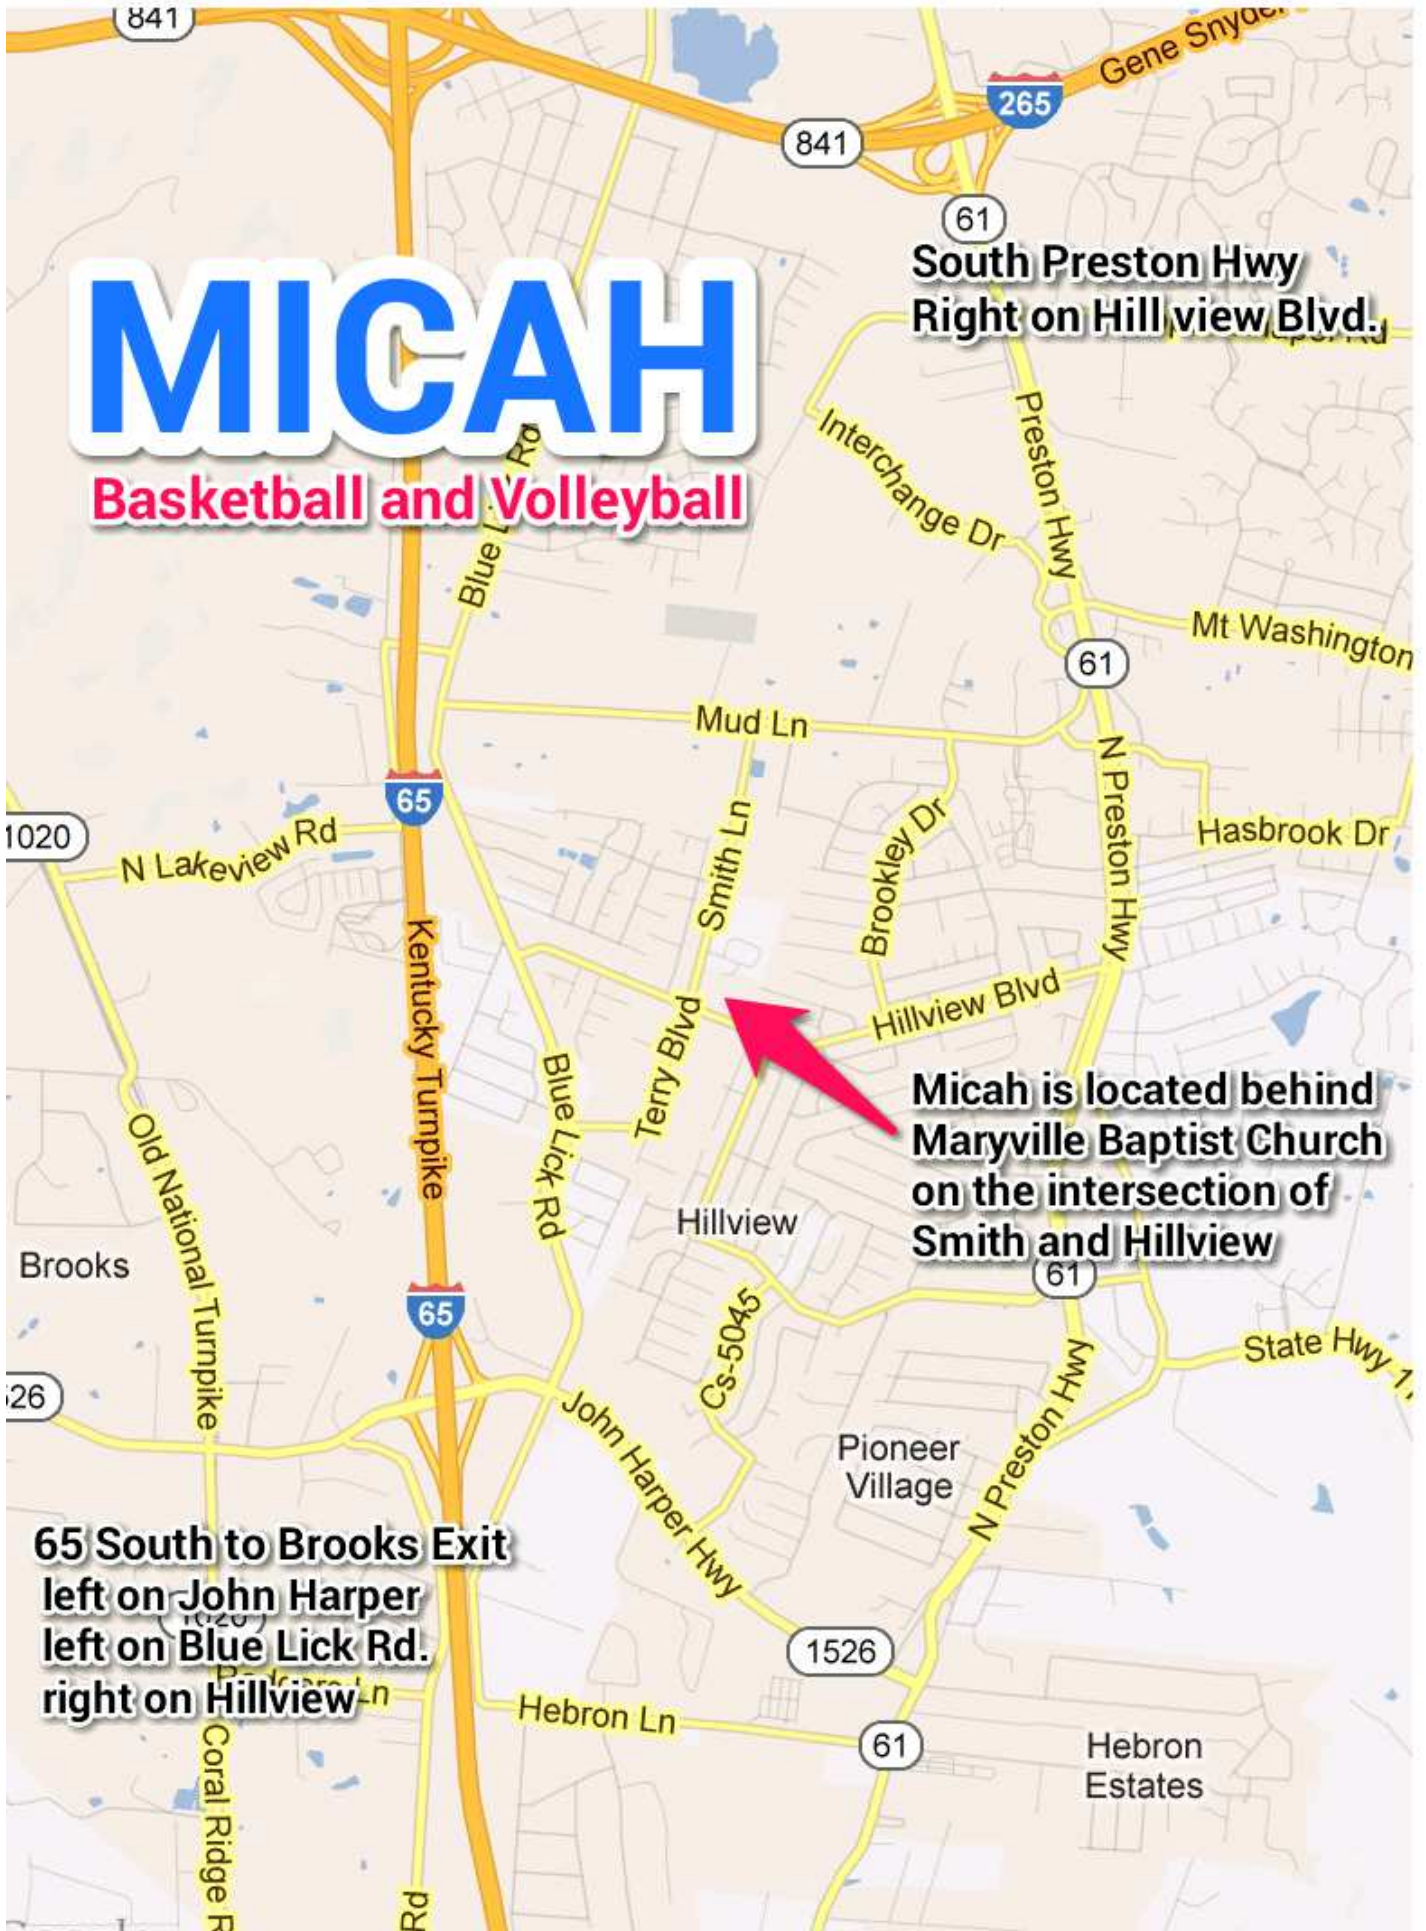 841
Gene Snyder
265
841
61
South Preston Hwy
Right on Hill view Blvd.
MICAH
Basketball and Volleyball
Interchange Dr
Preston Hwy
Blue
Rd
Mt Washington
61
Mud Ln
N Preston Hwy
65
Smith Ln
Brookley Dr
Hasbrook Dr
1020
N Lakeview Rd
Kentucky Turnpike
Hillview Blvd
Terry Blvd
Blue Lick Rd
Old National Turnpike
Micah is located behind
Maryville Baptist Church
on the intersection of
Smith and Hillview
Hillview
Brooks
61
65
Cs-5045
State Hwy
26
John Harper Hwy
Pioneer
Village
N Preston Hwy
65 South to Brooks Exit
left on John Harper
left on Blue Lick Rd.
right on Hillview
1020
Ln
1526
Hebron Ln
61
Hebron
Estates
Coral Ridge R
Rd